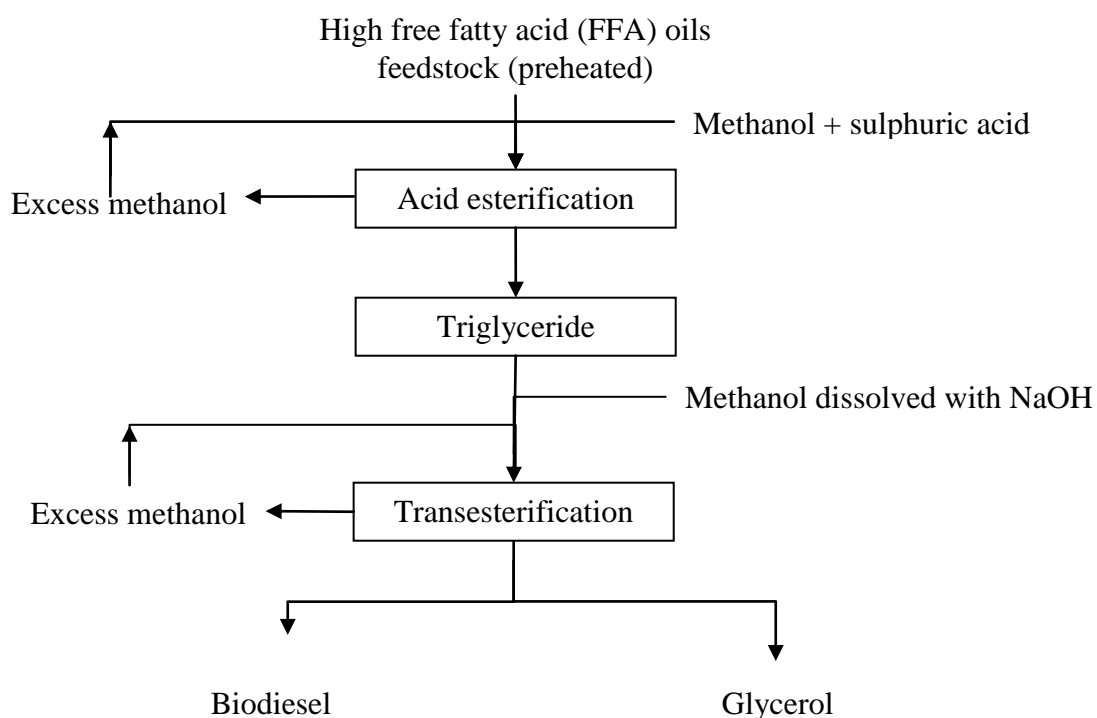 High free fatty acid (FFA) oils
feedstock (preheated)
Methanol + sulphuric acid
Excess methanol
Acid esterification
Triglyceride
Methanol dissolved with NaOH
Excess methanol
Transesterification
Biodiesel
Glycerol